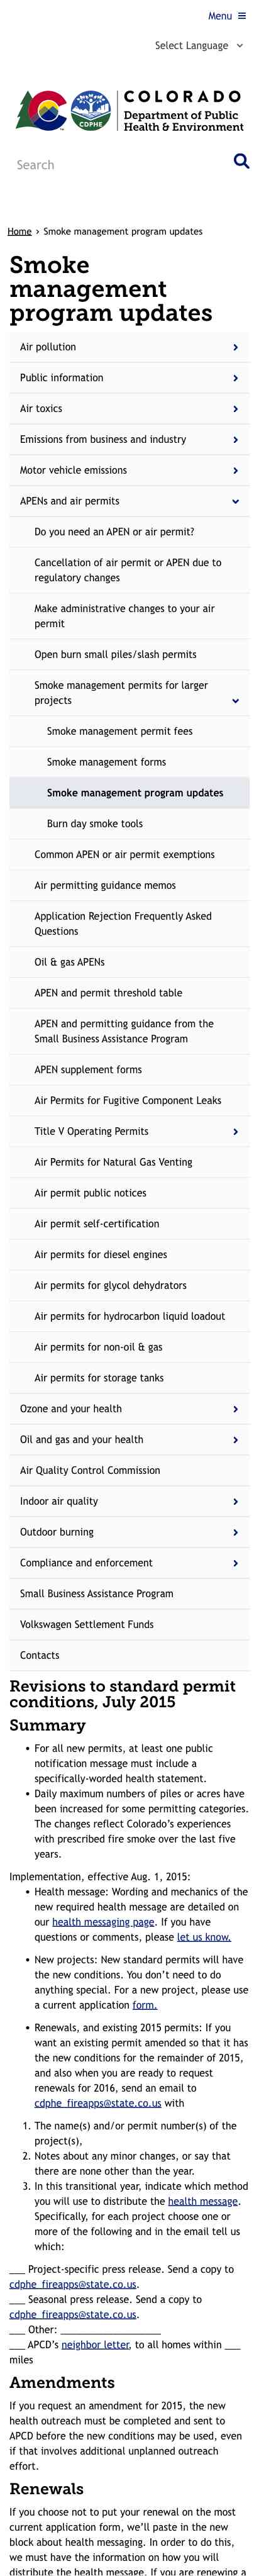 Menu
Select Language
COLORADO
Department of Public
Health & Environment
CDPHE
Search
Home › Smoke management program updates
Smoke
management
program updates
Air pollution
Public information
Air toxics
Emissions from business and industry
Motor vehicle emissions
APENs and air permits
Do you need an APEN or air permit?
Cancellation of air permit or APEN due to
regulatory changes
Make administrative changes to your air
permit
Open burn small piles/slash permits
Smoke management permits for larger
projects
Smoke management permit fees
Smoke management forms
Smoke management program updates
Burn day smoke tools
Common APEN or air permit exemptions
Air permitting guidance memos
Application Rejection Frequently Asked
Questions
Oil & gas APENs
APEN and permit threshold table
APEN and permitting guidance from the
Small Business Assistance Program
APEN supplement forms
Air Permits for Fugitive Component Leaks
Title V Operating Permits
Air Permits for Natural Gas Venting
Air permit public notices
Air permit self-certification
Air permits for diesel engines
Air permits for glycol dehydrators
Air permits for hydrocarbon liquid loadout
Air permits for non-oil & gas
Air permits for storage tanks
Ozone and your health
Oil and gas and your health
Air Quality Control Commission
Indoor air quality
Outdoor burning
Compliance and enforcement
Small Business Assistance Program
Volkswagen Settlement Funds
Contacts
Revisions to standard permit
conditions, July 2015
Summary
• For all new permits, at least one public
notification message must include a
specifically-worded health statement.
• Daily maximum numbers of piles or acres have
been increased for some permitting categories.
The changes reflect Colorado's experiences
with prescribed fire smoke over the last five
years.
Implementation, effective Aug. 1, 2015:
• Health message: Wording and mechanics of the
new required health message are detailed on
our health messaging page. If you have
questions or comments, please let us know.
• New projects: New standard permits will have
the new conditions. You don't need to do
anything special. For a new project, please use
a current application form.
• Renewals, and existing 2015 permits: If you
want an existing permit amended so that it has
the new conditions for the remainder of 2015,
and also when you are ready to request
renewals for 2016, send an email to
cdphe_fireapps@state.co.us with
1. The name(s) and/or permit number(s) of the
project(s),
2. Notes about any minor changes, or say that
there are none other than the year.
3. In this transitional year, indicate which method
you will use to distribute the health message.
Specifically, for each project choose one or
more of the following and in the email tell us
which:
___ Project-specific press release. Send a copy to
cdphe_fireapps@state.co.us.
___ Seasonal press release. Send a copy to
cdphe_fireapps@state.co.us.
___ Other: ____________________
___ APCD's neighbor letter, to all homes within ___
miles
Amendments
If you request an amendment for 2015, the new
health outreach must be completed and sent to
APCD before the new conditions may be used, even
if that involves additional unplanned outreach
effort.
Renewals
If you choose not to put your renewal on the most
current application form, we'll paste in the new
block about health messaging. In order to do this,
we must have the information on how you will
distribute the health message. If you are renewing a